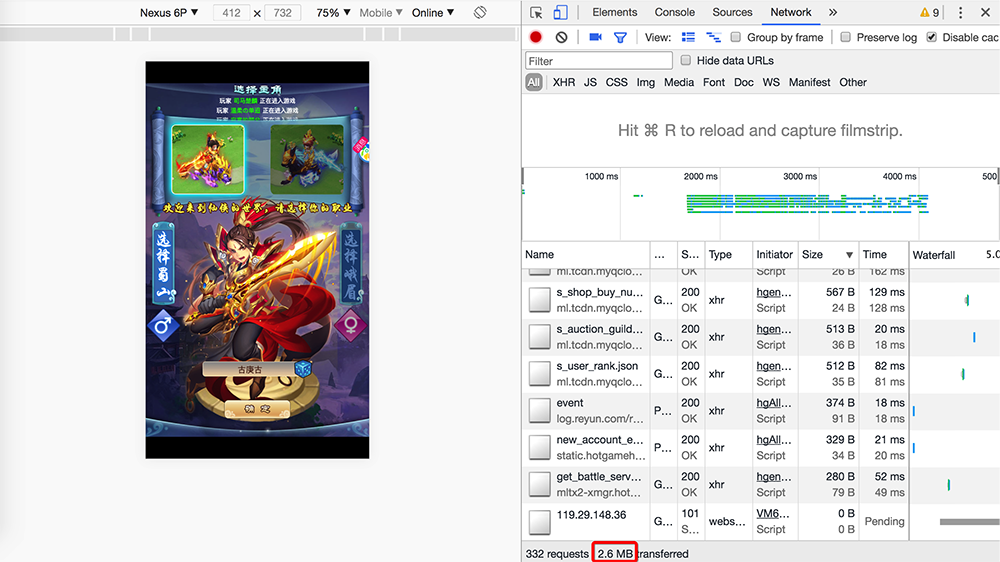 Nexus 6P ▼ 412 × 732 75% ▼ Mobile ▼ Online ▼
选择主角
玩家 司马楚麟 正在进入游戏
玩家 温柔の单芭 正在进入游戏
欢迎来到仙侠的世界，请选择你的职业
选择蜀山
选择峨眉
古庚古
确定
Elements Console Sources Network » 9
View: Group by frame Preserve log Disable cac
Filter Hide data URLs
All XHR JS CSS Img Media Font Doc WS Manifest Other
Hit ⌘ R to reload and capture filmstrip.
1000 ms 2000 ms 3000 ms 4000 ms 500
Name ... S... Type Initiator Size ▼ Time Waterfall 5.0
ml.tcdn.myqclo... OK Script 26 B 162 ms
s_shop_buy_nu... G... 200 xhr hgen... 567 B 129 ms
ml.tcdn.myqclo... OK Script 24 B 128 ms
s_auction_guild... G... 200 xhr hgen... 513 B 20 ms
ml.tcdn.myqclo... OK Script 36 B 18 ms
s_user_rank.json G... 200 xhr hgen... 512 B 82 ms
ml.tcdn.myqclo... OK Script 35 B 81 ms
event P... 200 xhr hgAll... 374 B 18 ms
log.reyun.com/r... OK Script 91 B 18 ms
new_account_e... P... 200 xhr hgAll... 329 B 21 ms
static.hotgameh... OK Script 34 B 20 ms
get_battle_serv... G... 200 xhr hgen... 280 B 52 ms
mltx2-xmgr.hot... OK Script 79 B 49 ms
119.29.148.36 G... 101 webs... VM6... 0 B Pending
S... Script 0 B
332 requests 2.6 MB transferred